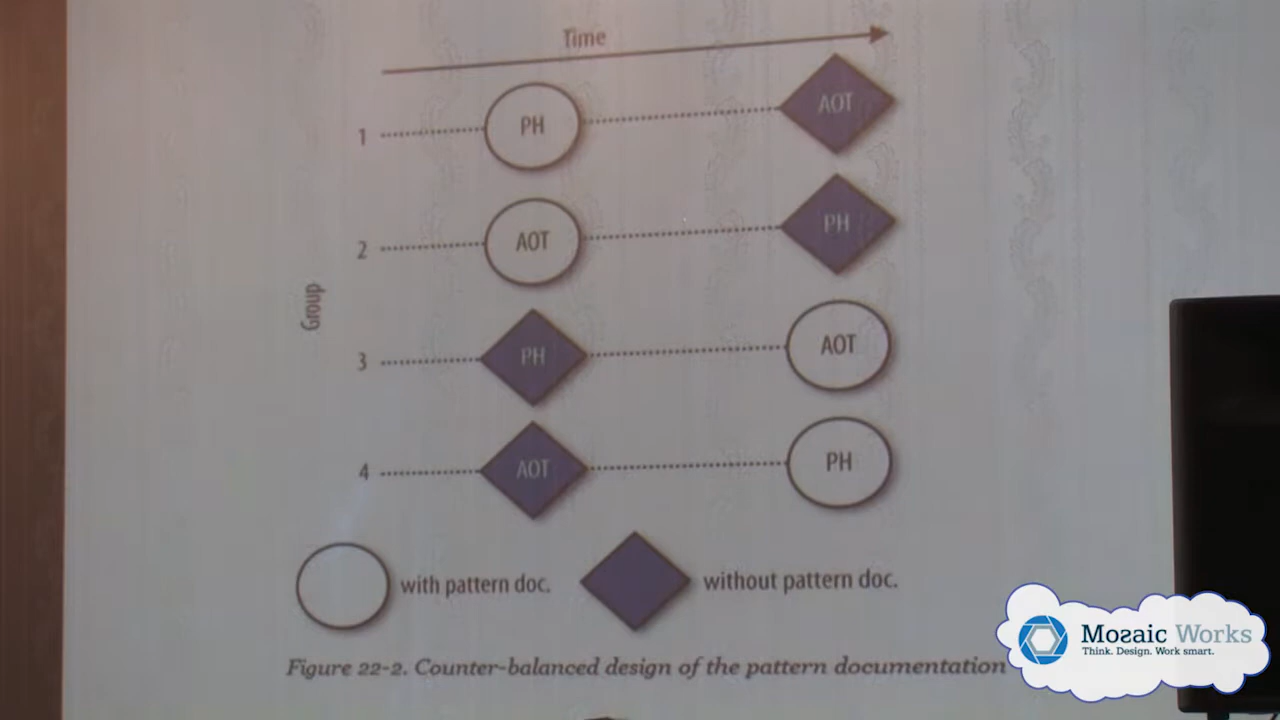 Time
1 PH AOT
2 AOT PH
Group
3 PH AOT
4 AOT PH
with pattern doc. without pattern doc.
Figure 22-2. Counter-balanced design of the pattern documentation
Mozaic Works
Think. Design. Work smart.